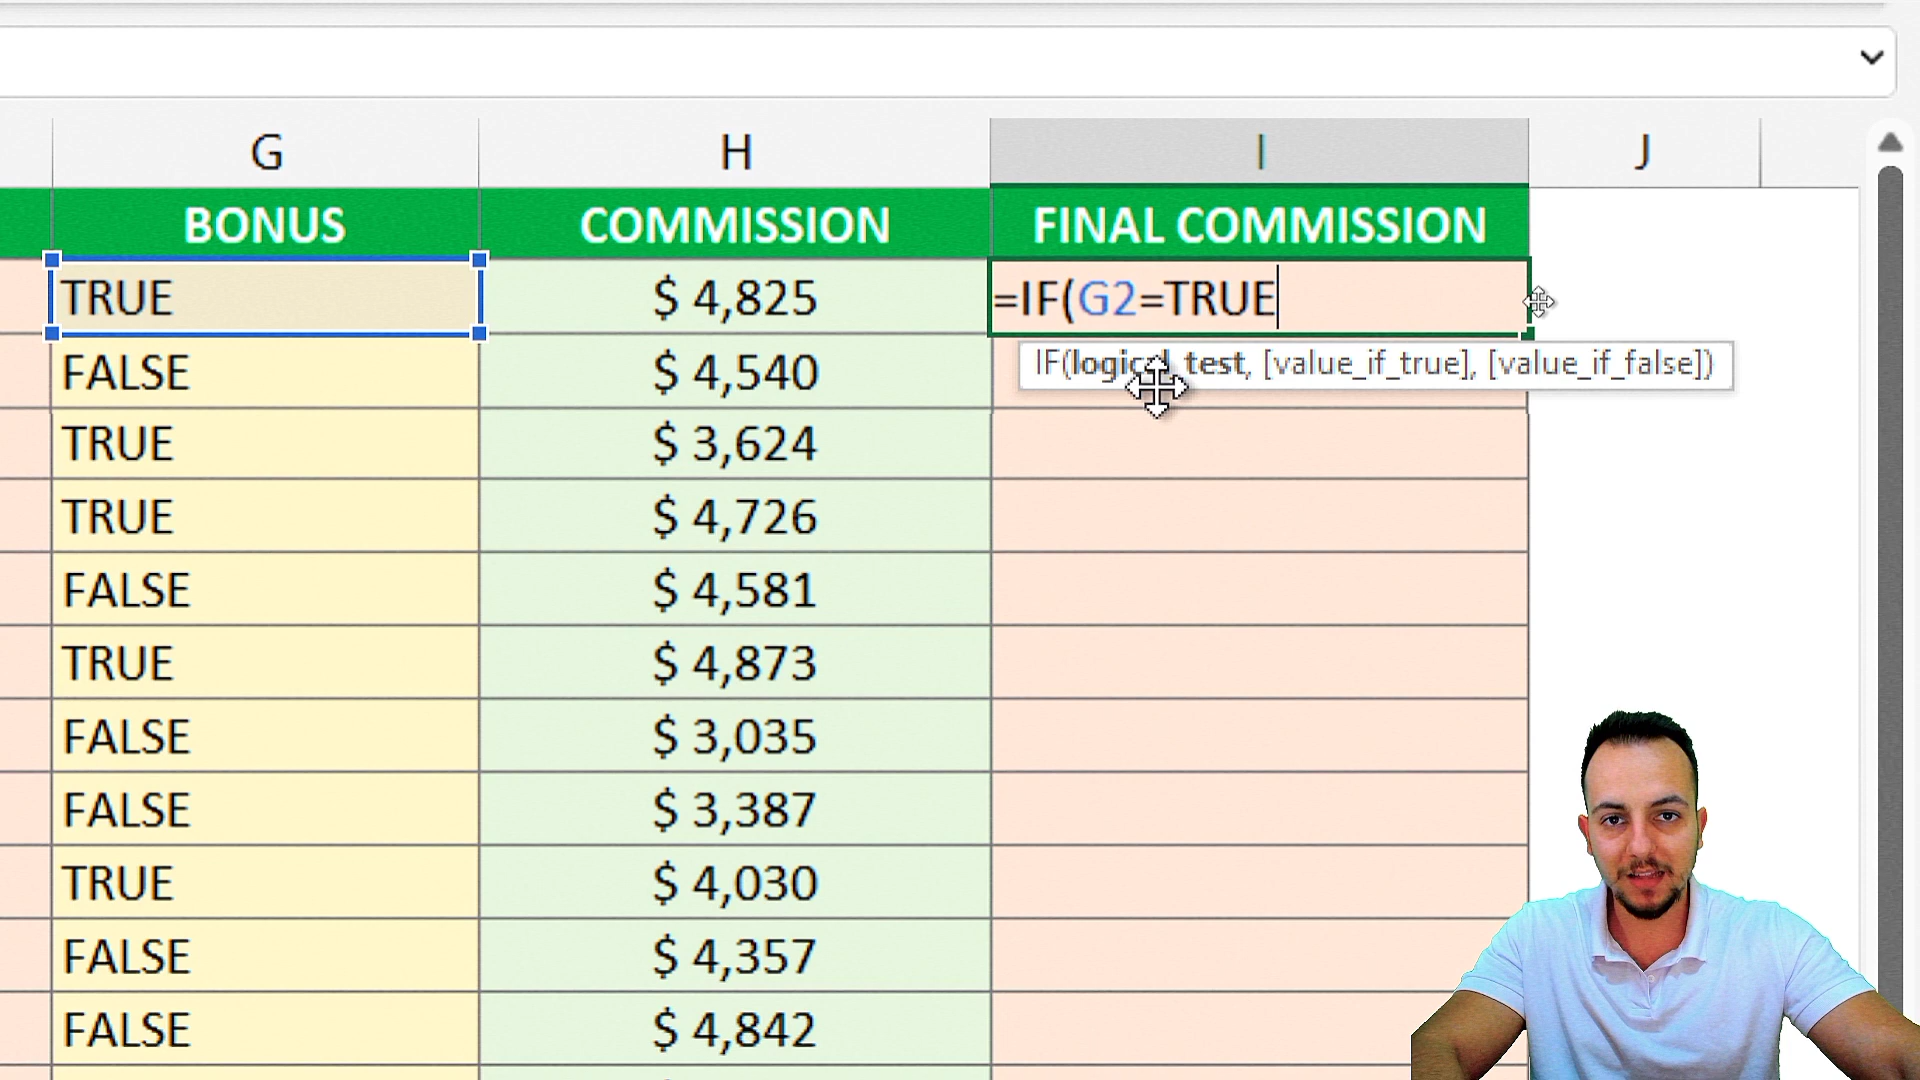 G H I J
BONUS COMMISSION FINAL COMMISSION
TRUE $ 4,825 =IF(G2=TRUE
IF(logical_test, [value_if_true], [value_if_false])
FALSE $ 4,540
TRUE $ 3,624
TRUE $ 4,726
FALSE $ 4,581
TRUE $ 4,873
FALSE $ 3,035
FALSE $ 3,387
TRUE $ 4,030
FALSE $ 4,357
FALSE $ 4,842